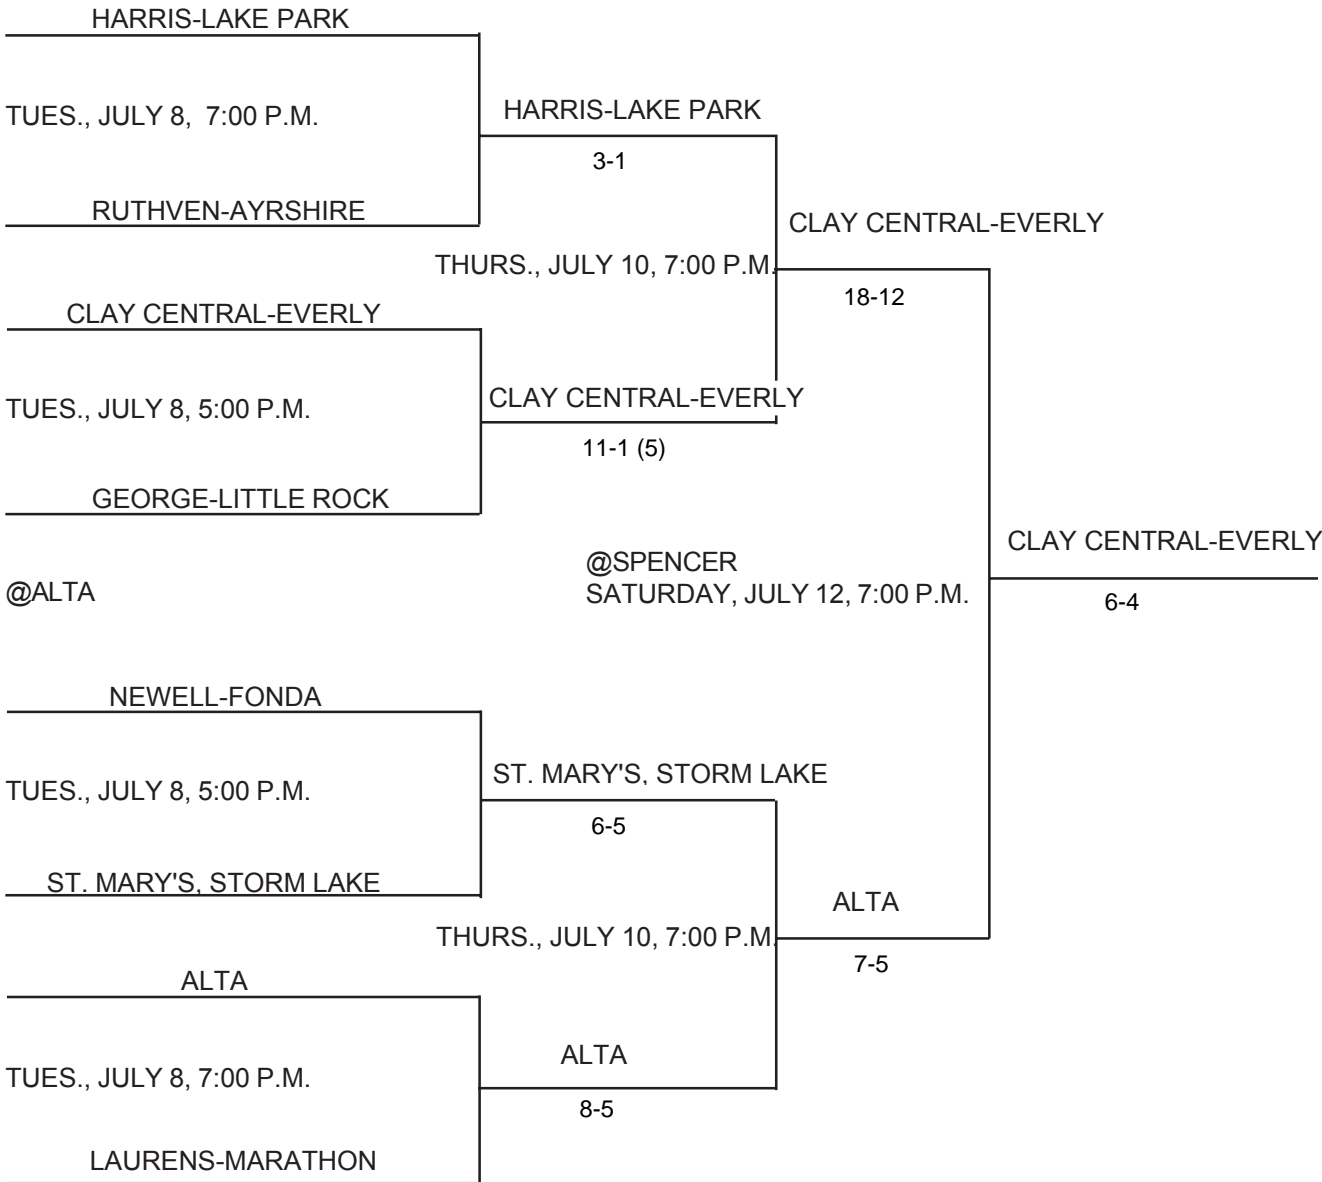 HARRIS-LAKE PARK
TUES., JULY 8, 7:00 P.M.
HARRIS-LAKE PARK
3-1
RUTHVEN-AYRSHIRE
CLAY CENTRAL-EVERLY
THURS., JULY 10, 7:00 P.M.
18-12
CLAY CENTRAL-EVERLY
TUES., JULY 8, 5:00 P.M.
CLAY CENTRAL-EVERLY
11-1 (5)
GEORGE-LITTLE ROCK
CLAY CENTRAL-EVERLY
6-4
@ALTA
@SPENCER
SATURDAY, JULY 12, 7:00 P.M.
NEWELL-FONDA
TUES., JULY 8, 5:00 P.M.
ST. MARY'S, STORM LAKE
6-5
ST. MARY'S, STORM LAKE
ALTA
THURS., JULY 10, 7:00 P.M.
7-5
ALTA
TUES., JULY 8, 7:00 P.M.
ALTA
8-5
LAURENS-MARATHON